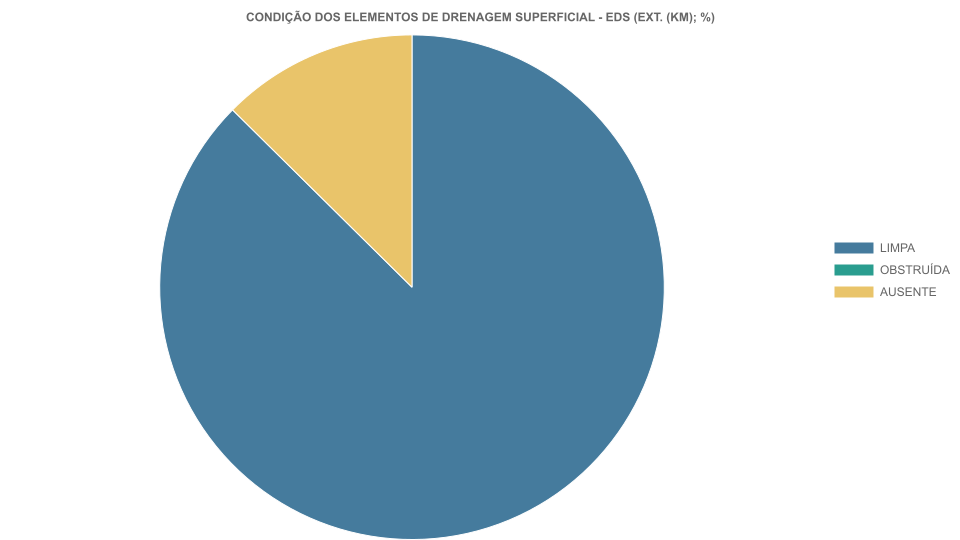 CONDIÇÃO DOS ELEMENTOS DE DRENAGEM SUPERFICIAL - EDS (EXT. (KM); %)
LIMPA
OBSTRUÍDA
AUSENTE